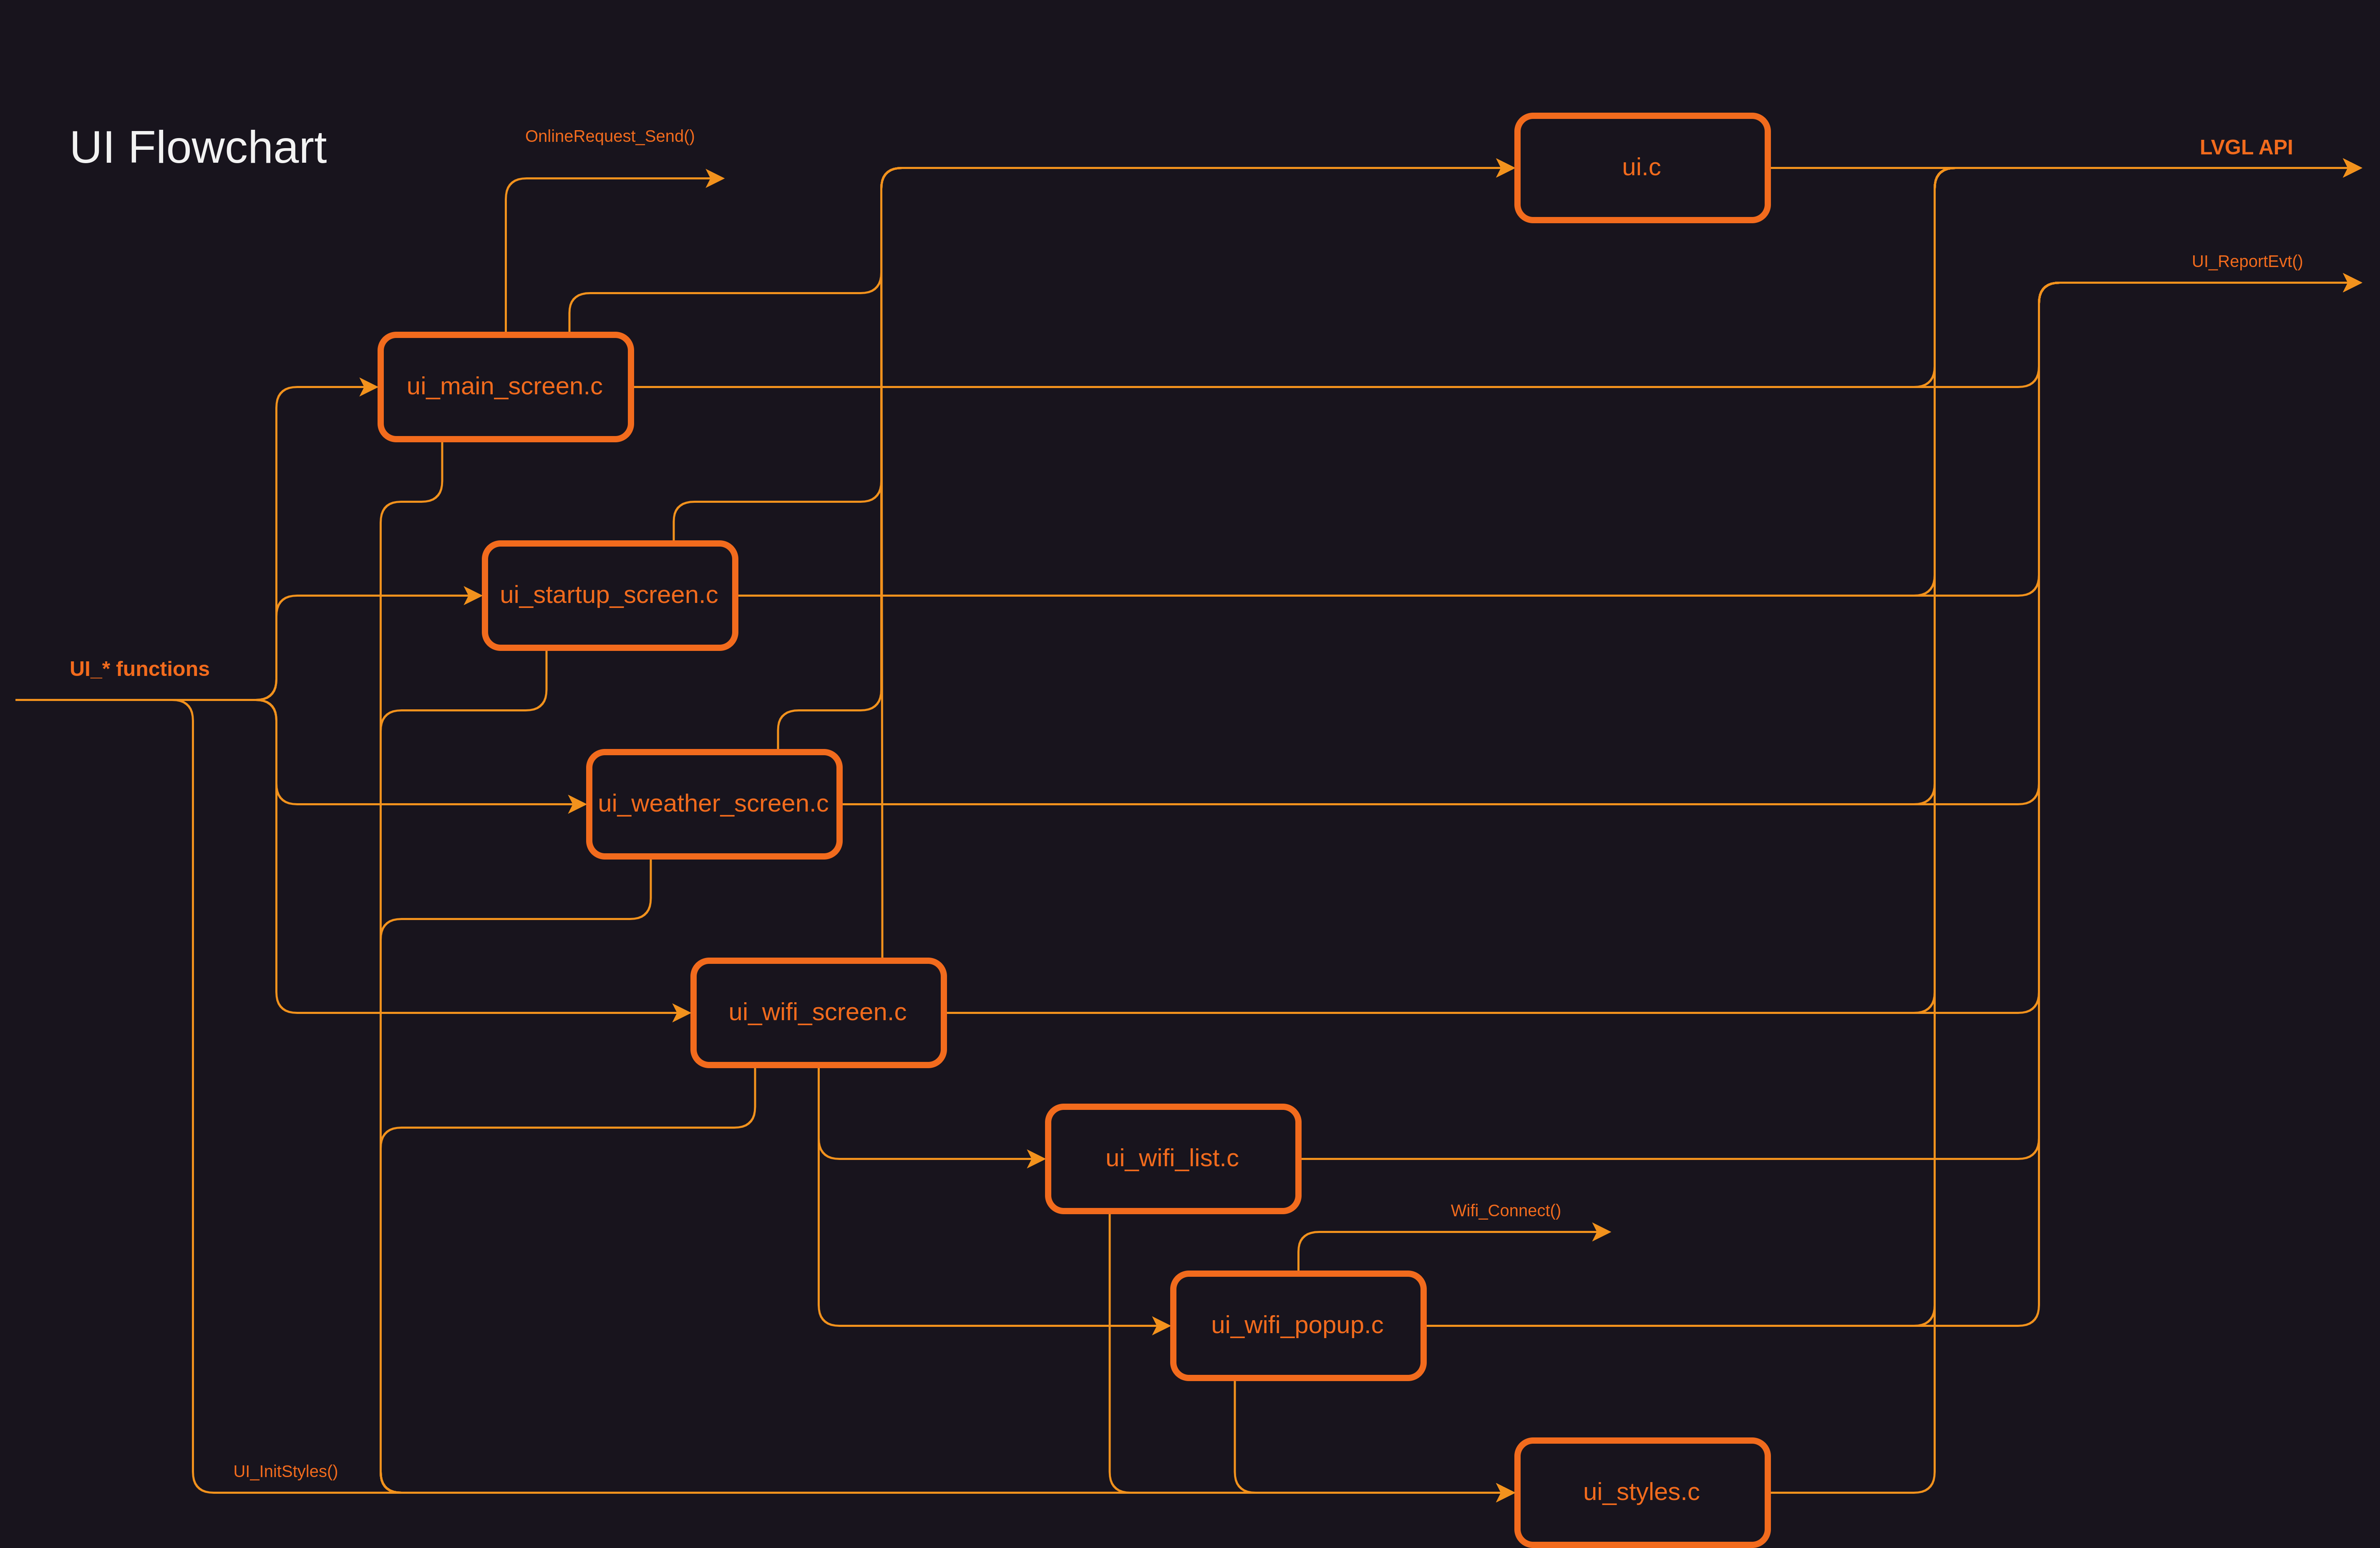 UI Flowchart
OnlineRequest_Send()
ui.c
LVGL API
UI_ReportEvt()
ui_main_screen.c
ui_startup_screen.c
UI_* functions
ui_weather_screen.c
ui_wifi_screen.c
ui_wifi_list.c
Wifi_Connect()
ui_wifi_popup.c
UI_InitStyles()
ui_styles.c